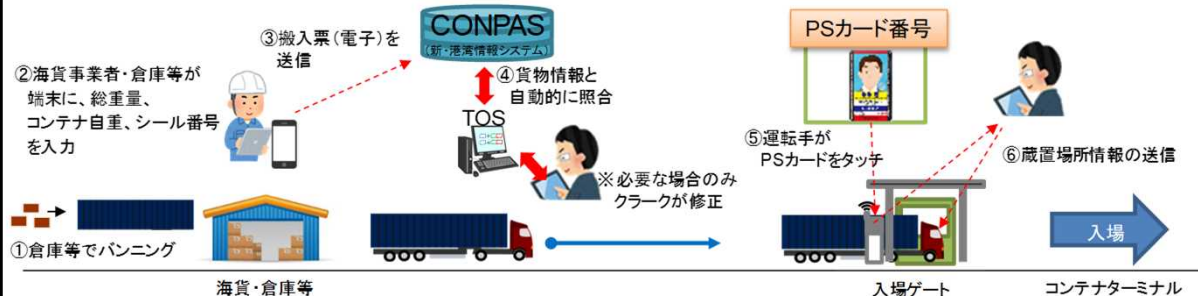 ②海貨事業者・倉庫等が
端末に、総重量、
コンテナ自重、シール番号
を入力
③搬入票(電子)を
送信
CONPAS
(新・港湾情報システム)
④貨物情報と
自動的に照合
TOS
※必要な場合のみ
クラークが修正
PSカード番号
⑤運転手が
PSカードをタッチ
⑥蔵置場所情報の送信
①倉庫等でバンニング
入場
海貨・倉庫等
入場ゲート
コンテナターミナル